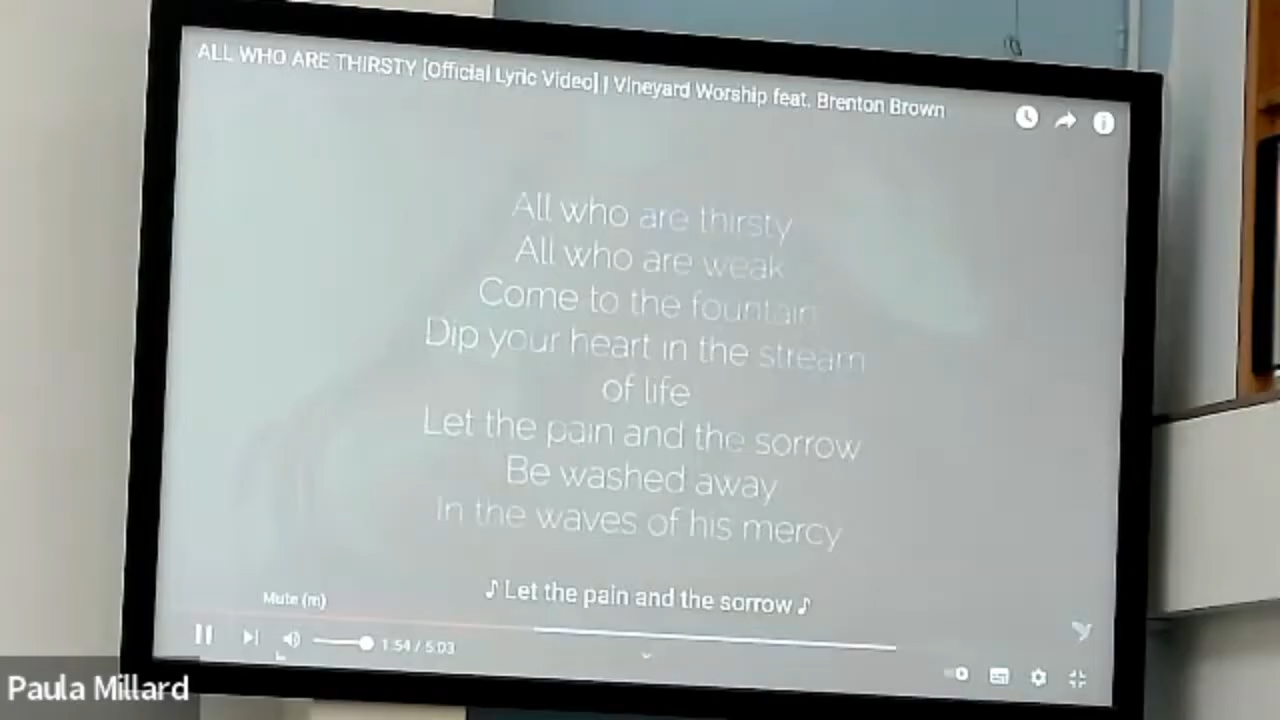 ALL WHO ARE THIRSTY [Official Lyric Video] | Vineyard Worship feat. Brenton Brown
All who are thirsty
All who are weak
Come to the fountain
Dip your heart in the stream
of life
Let the pain and the sorrow
Be washed away
In the waves of his mercy
♪ Let the pain and the sorrow ♪
Mute (m)
1:54 / 5:03
Paula Millard